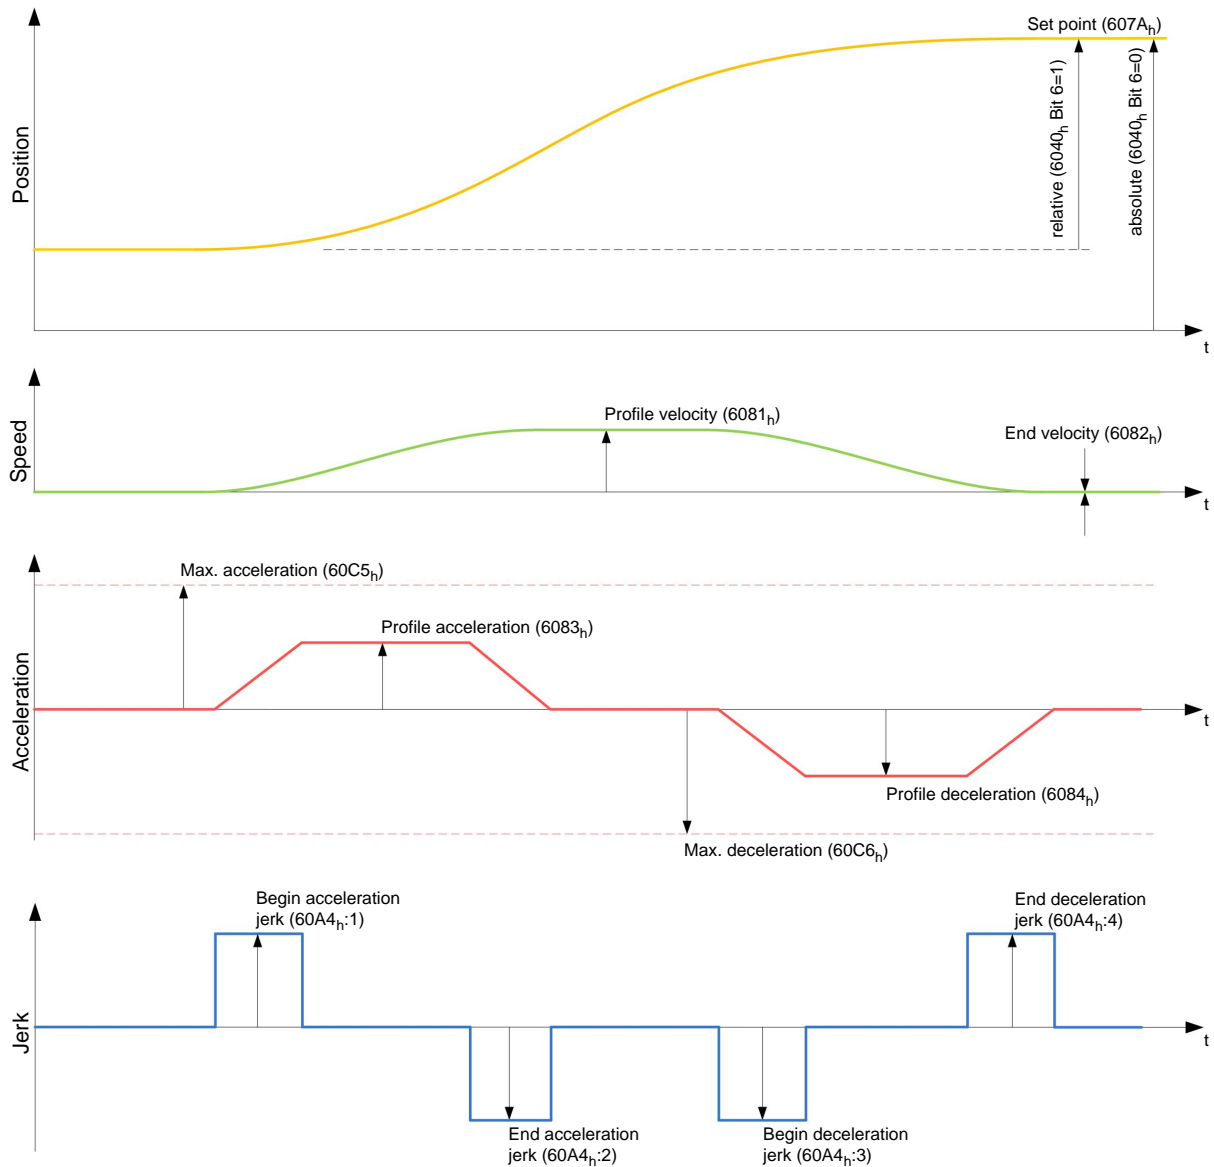 Set point (607Ah)
Position
relative (6040h Bit 6=1)
absolute (6040h Bit 6=0)
t
Speed
Profile velocity (6081h)
End velocity (6082h)
t
Acceleration
Max. acceleration (60C5h)
Profile acceleration (6083h)
t
Profile deceleration (6084h)
Max. deceleration (60C6h)
Jerk
Begin acceleration
jerk (60A4h:1)
End deceleration
jerk (60A4h:4)
t
End acceleration
jerk (60A4h:2)
Begin deceleration
jerk (60A4h:3)